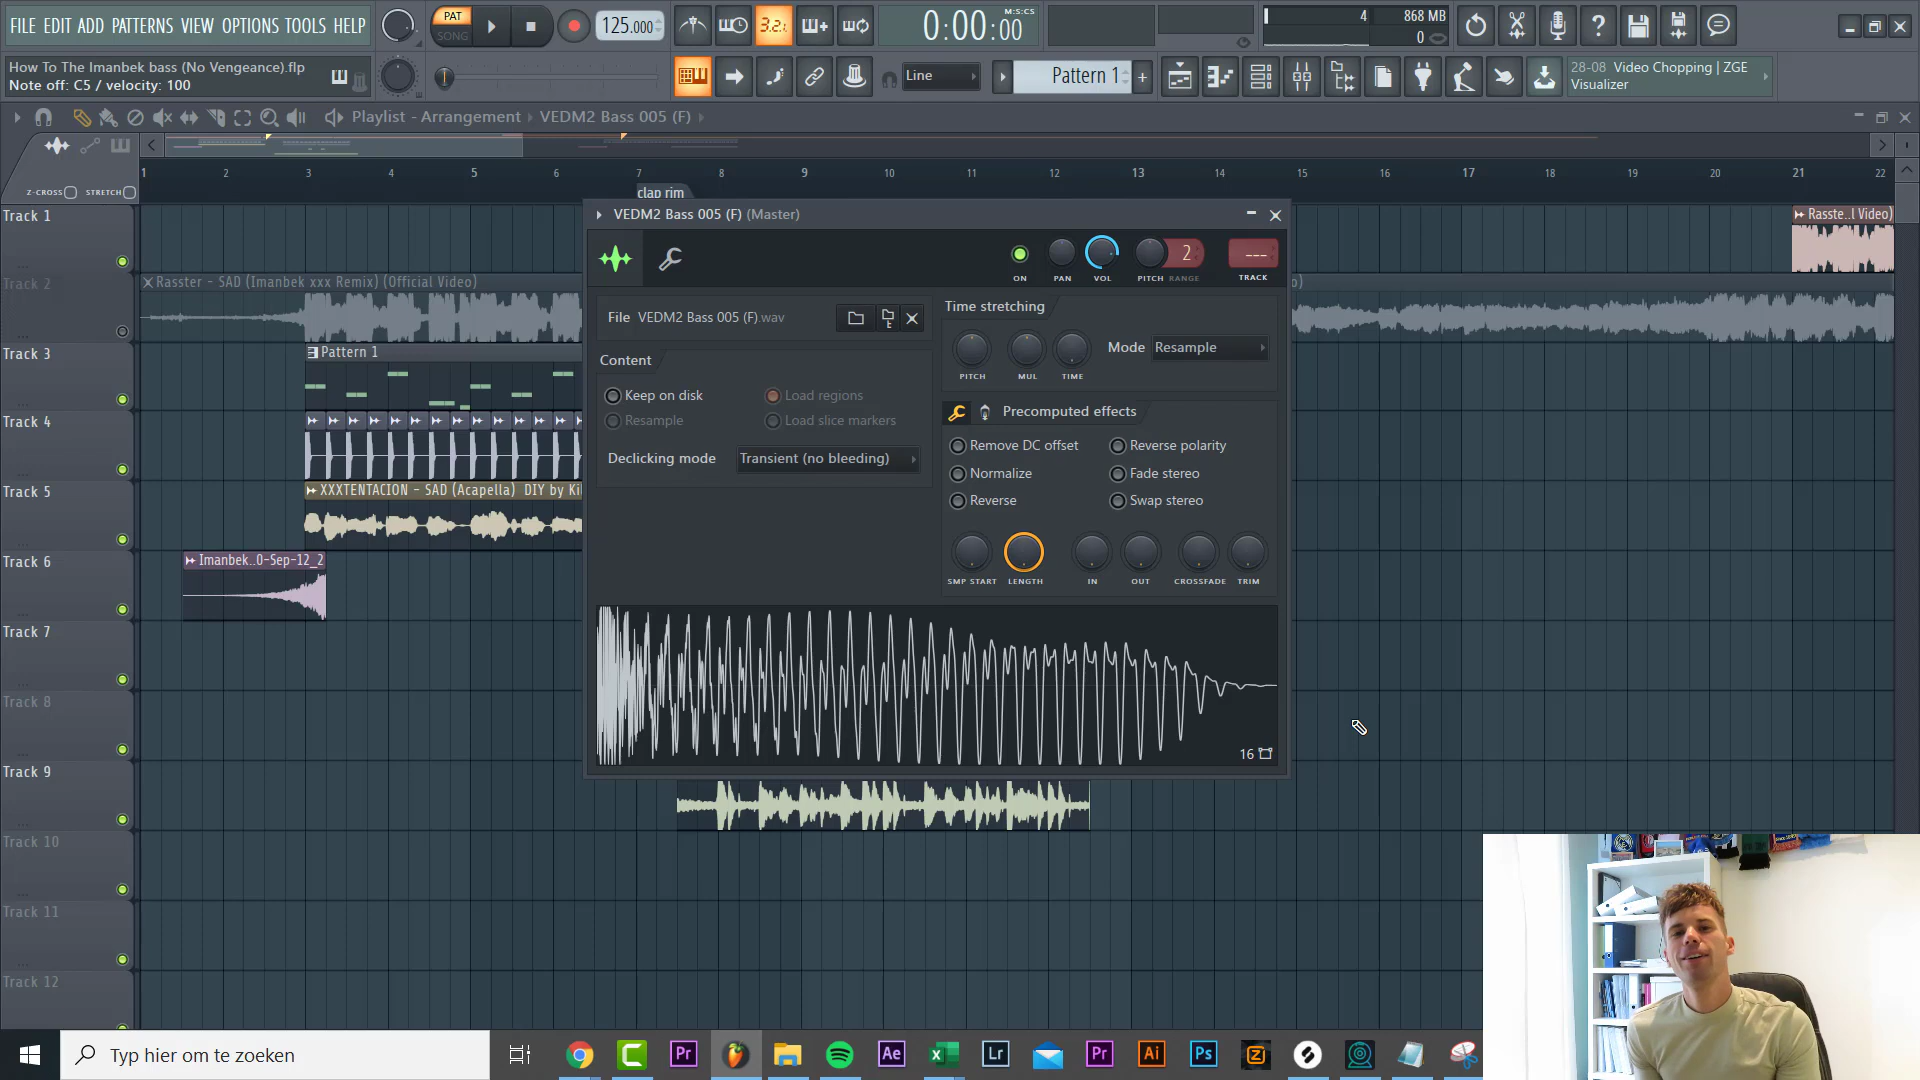 FILE EDIT ADD PATTERNS VIEW OPTIONS TOOLS HELP
PAT
SONG
125.000
3.2.
M:S:CS
0:00:00
4
868 MB
0
How To The Imanbek bass (No Vengeance).flp
Note off: C5 / velocity: 100
Line
Pattern 1
+
28-08 Video Chopping | ZGE
Visualizer
Playlist - Arrangement VEDM2 Bass 005 (F)
Z-CROSS STRETCH
1 2 3 4 5 6 7 8 9 10 11 12 13 14 15 16 17 18 19 20 21 22
clap rim
Track 1
Rasste..l Video)
Track 2
Rasster - SAD (Imanbek xxx Remix) (Official Video)
Track 3
Pattern 1
Track 4
Track 5
XXXTENTACION - SAD (Acapella) DIY by Ki
Track 6
Imanbek..0-Sep-12_2
Track 7
Track 8
Track 9
Track 10
Track 11
Track 12
VEDM2 Bass 005 (F) (Master)
ON PAN VOL PITCH RANGE TRACK
2
---
File VEDM2 Bass 005 (F).wav
Content
Keep on disk
Load regions
Resample
Load slice markers
Declicking mode Transient (no bleeding)
Time stretching
PITCH MUL TIME
Mode Resample
Precomputed effects
Remove DC offset
Reverse polarity
Normalize
Fade stereo
Reverse
Swap stereo
SMP START LENGTH IN OUT CROSSFADE TRIM
16
Typ hier om te zoeken
Pr
Ae
Lr
Pr
Ai
Ps